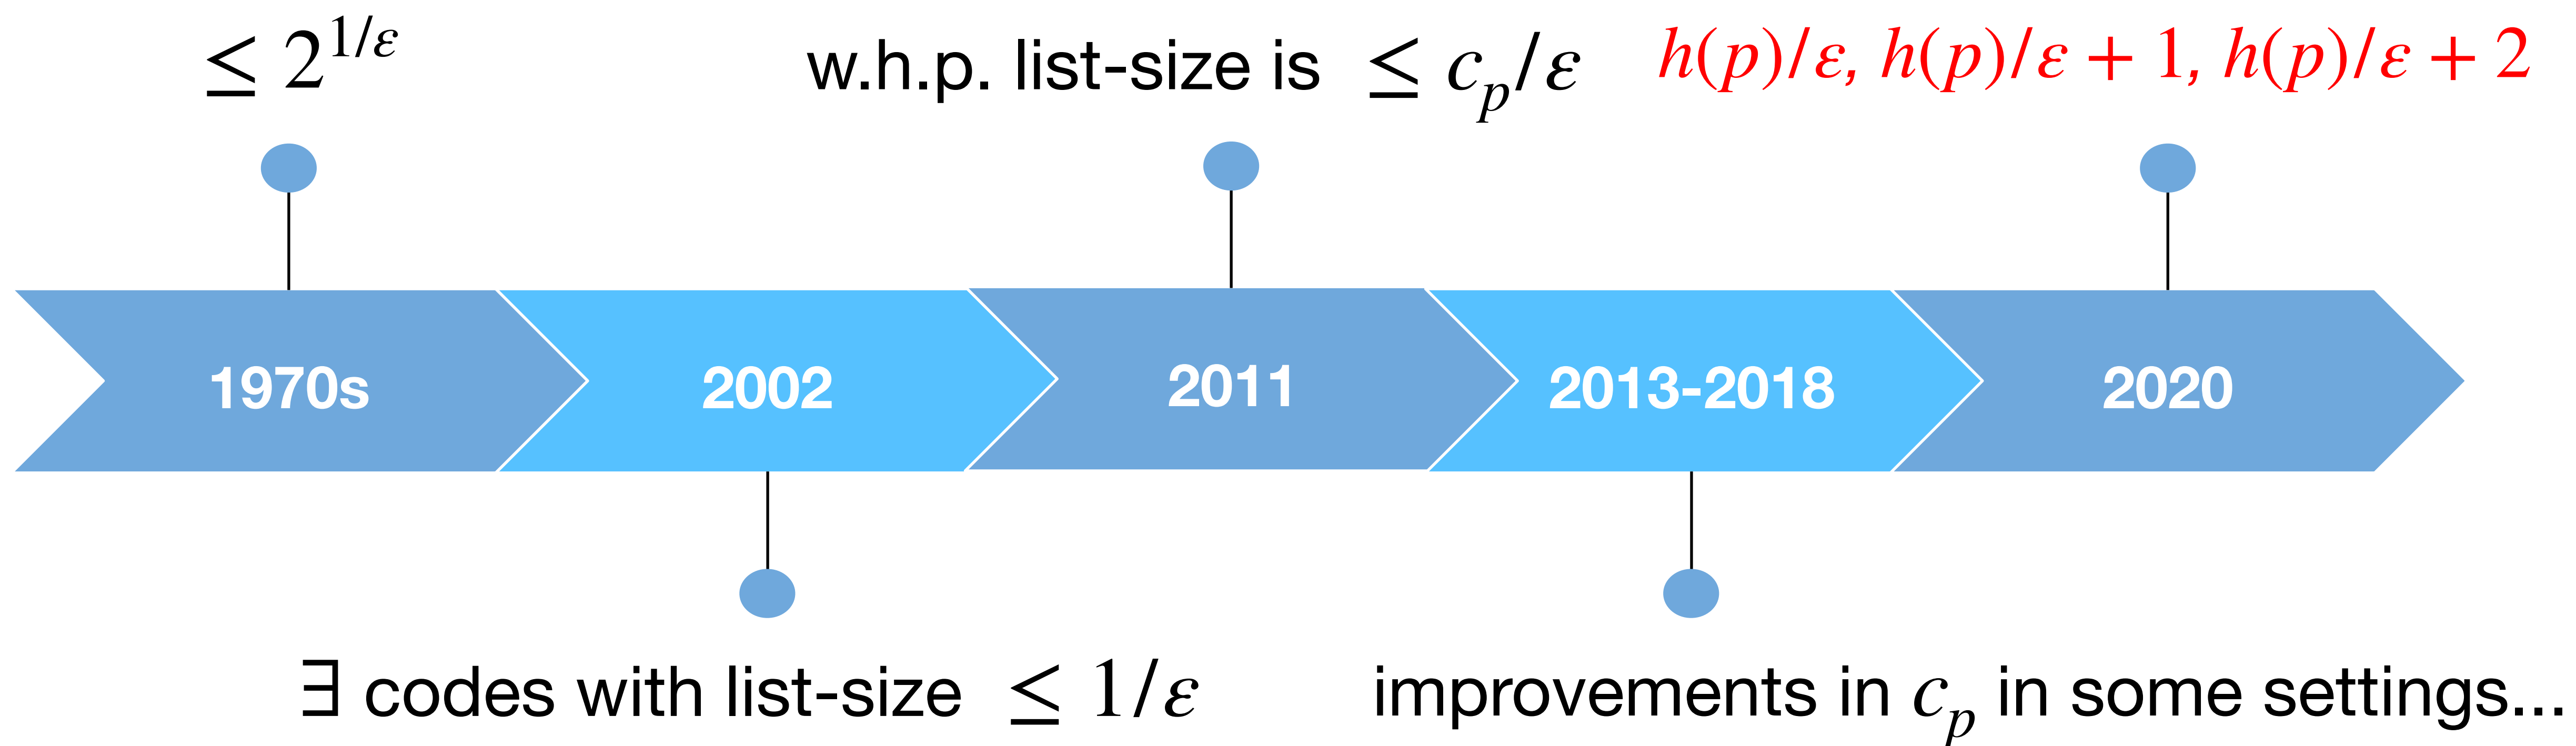 ≤ 2^{1/ε}
w.h.p. list-size is ≤ c_p/ε
h(p)/ε, h(p)/ε + 1, h(p)/ε + 2
1970s
2002
2011
2013-2018
2020
∃ codes with list-size ≤ 1/ε
improvements in c_p in some settings...